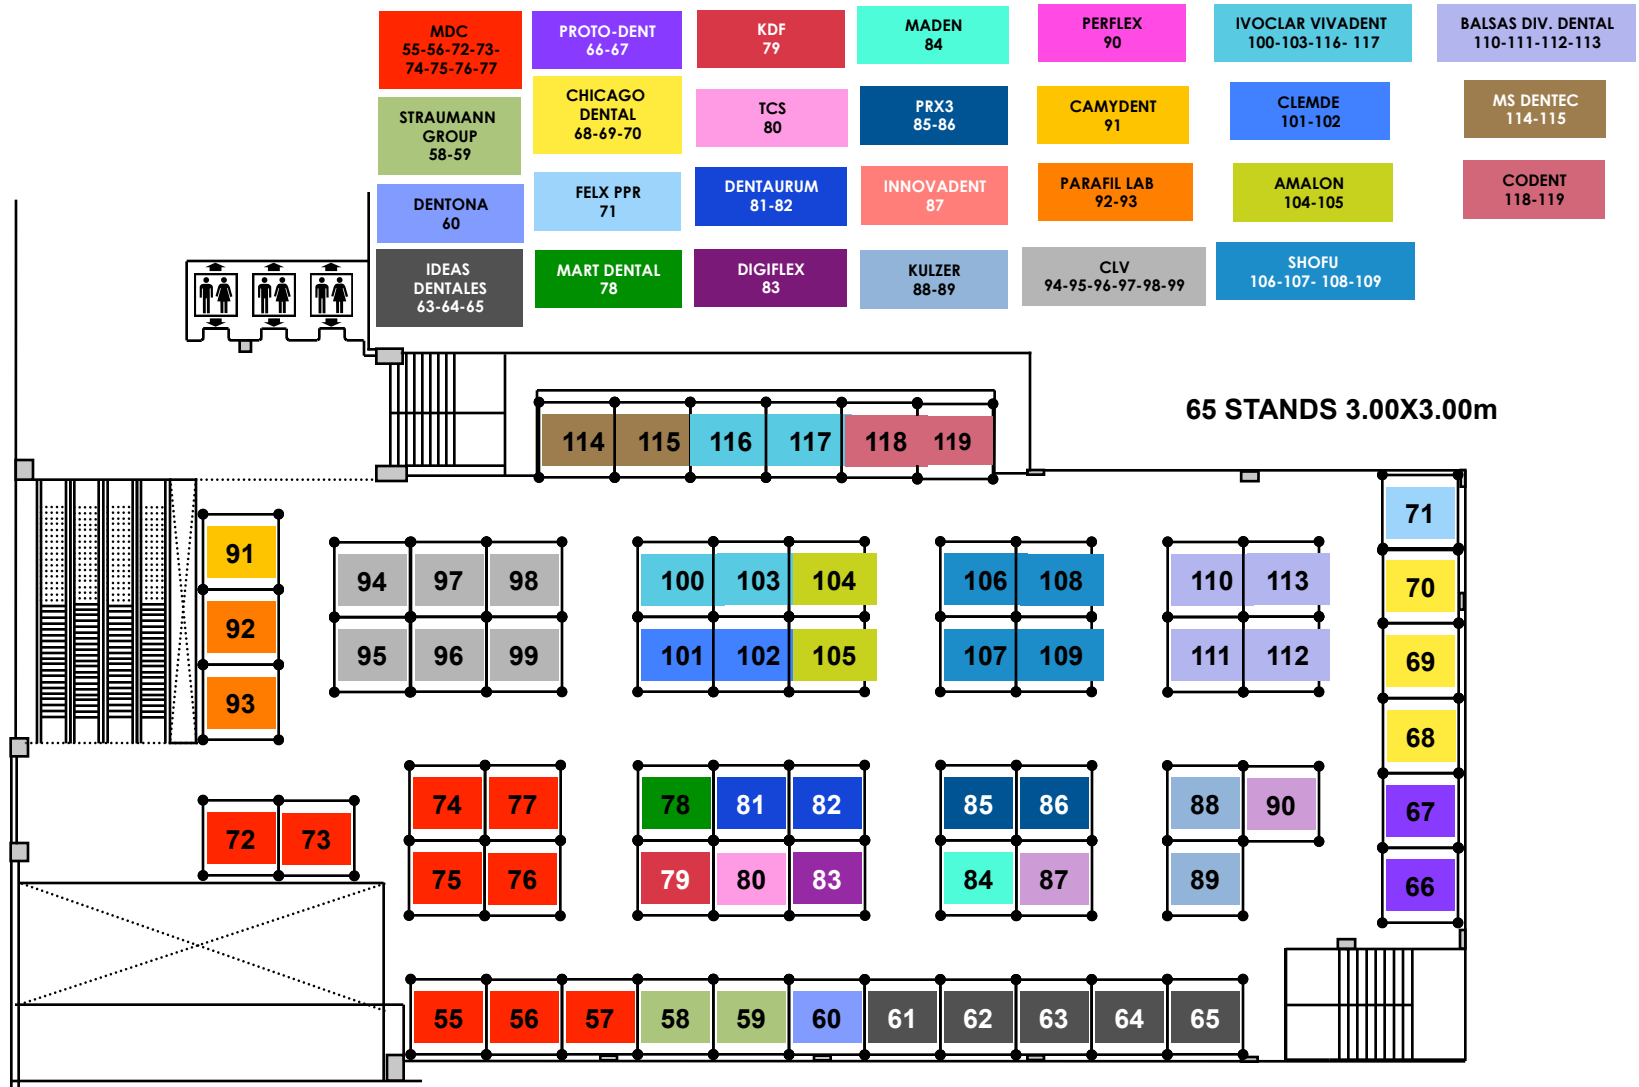 MDC
55-56-72-73-
74-75-76-77
PROTO-DENT
66-67
KDF
79
MADEN
84
PERFLEX
90
IVOCLAR VIVADENT
100-103-116- 117
BALSAS DIV. DENTAL
110-111-112-113
STRAUMANN
GROUP
58-59
CHICAGO
DENTAL
68-69-70
TCS
80
PRX3
85-86
CAMYDENT
91
CLEMDE
101-102
MS DENTEC
114-115
DENTONA
60
FELX PPR
71
DENTAURUM
81-82
INNOVADENT
87
PARAFIL LAB
92-93
AMALON
104-105
CODENT
118-119
IDEAS
DENTALES
63-64-65
MART DENTAL
78
DIGIFLEX
83
KULZER
88-89
CLV
94-95-96-97-98-99
SHOFU
106-107- 108-109
65 STANDS 3.00X3.00m
114 115 116 117 118 119
71
91
94 97 98 100 103 104 106 108 110 113
70
92
95 96 99 101 102 105 107 109 111 112
69
93
68
74 77 78 81 82 85 86 88 90
67
72 73
75 76 79 80 83 84 87 89
66
55 56 57 58 59 60 61 62 63 64 65